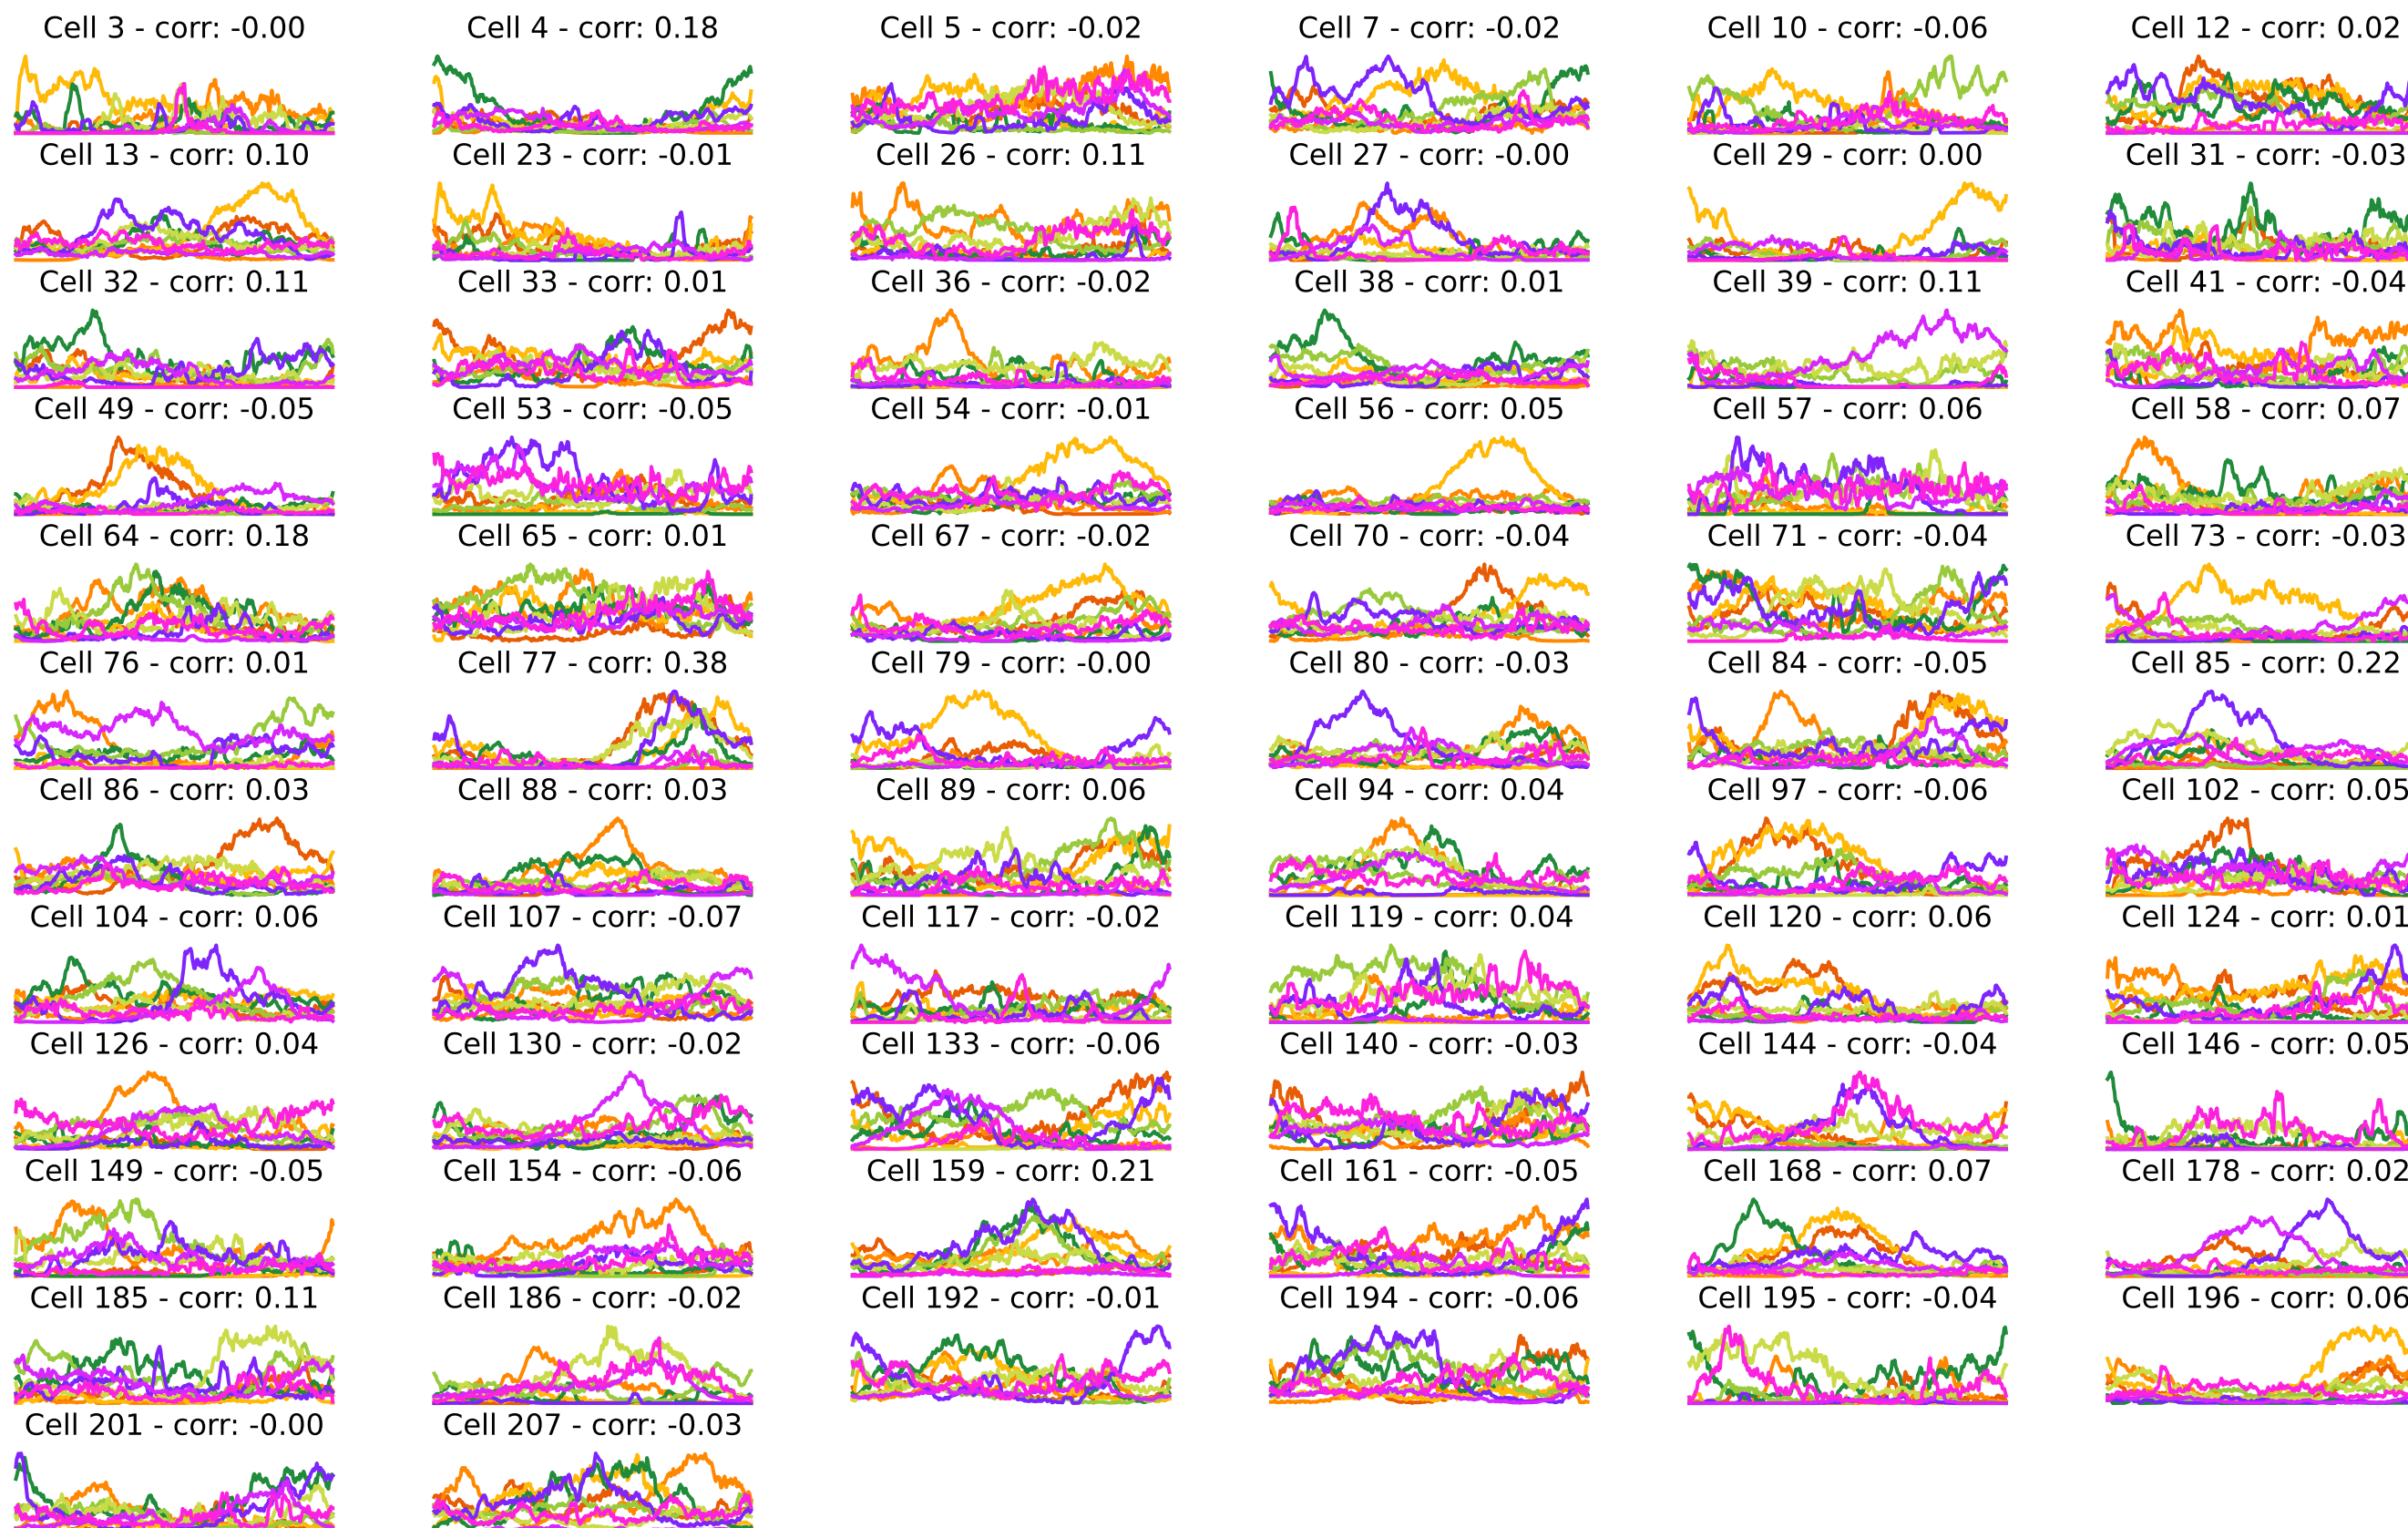 Cell 3 - corr: -0.00 Cell 4 - corr: 0.18 Cell 5 - corr: -0.02 Cell 7 - corr: -0.02 Cell 10 - corr: -0.06 Cell 12 - corr: 0.02
Cell 13 - corr: 0.10 Cell 23 - corr: -0.01 Cell 26 - corr: 0.11 Cell 27 - corr: -0.00 Cell 29 - corr: 0.00 Cell 31 - corr: -0.03
Cell 32 - corr: 0.11 Cell 33 - corr: 0.01 Cell 36 - corr: -0.02 Cell 38 - corr: 0.01 Cell 39 - corr: 0.11 Cell 41 - corr: -0.04
Cell 49 - corr: -0.05 Cell 53 - corr: -0.05 Cell 54 - corr: -0.01 Cell 56 - corr: 0.05 Cell 57 - corr: 0.06 Cell 58 - corr: 0.07
Cell 64 - corr: 0.18 Cell 65 - corr: 0.01 Cell 67 - corr: -0.02 Cell 70 - corr: -0.04 Cell 71 - corr: -0.04 Cell 73 - corr: -0.03
Cell 76 - corr: 0.01 Cell 77 - corr: 0.38 Cell 79 - corr: -0.00 Cell 80 - corr: -0.03 Cell 84 - corr: -0.05 Cell 85 - corr: 0.22
Cell 86 - corr: 0.03 Cell 88 - corr: 0.03 Cell 89 - corr: 0.06 Cell 94 - corr: 0.04 Cell 97 - corr: -0.06 Cell 102 - corr: 0.05
Cell 104 - corr: 0.06 Cell 107 - corr: -0.07 Cell 117 - corr: -0.02 Cell 119 - corr: 0.04 Cell 120 - corr: 0.06 Cell 124 - corr: 0.01
Cell 126 - corr: 0.04 Cell 130 - corr: -0.02 Cell 133 - corr: -0.06 Cell 140 - corr: -0.03 Cell 144 - corr: -0.04 Cell 146 - corr: 0.05
Cell 149 - corr: -0.05 Cell 154 - corr: -0.06 Cell 159 - corr: 0.21 Cell 161 - corr: -0.05 Cell 168 - corr: 0.07 Cell 178 - corr: 0.02
Cell 185 - corr: 0.11 Cell 186 - corr: -0.02 Cell 192 - corr: -0.01 Cell 194 - corr: -0.06 Cell 195 - corr: -0.04 Cell 196 - corr: 0.06
Cell 201 - corr: -0.00 Cell 207 - corr: -0.03